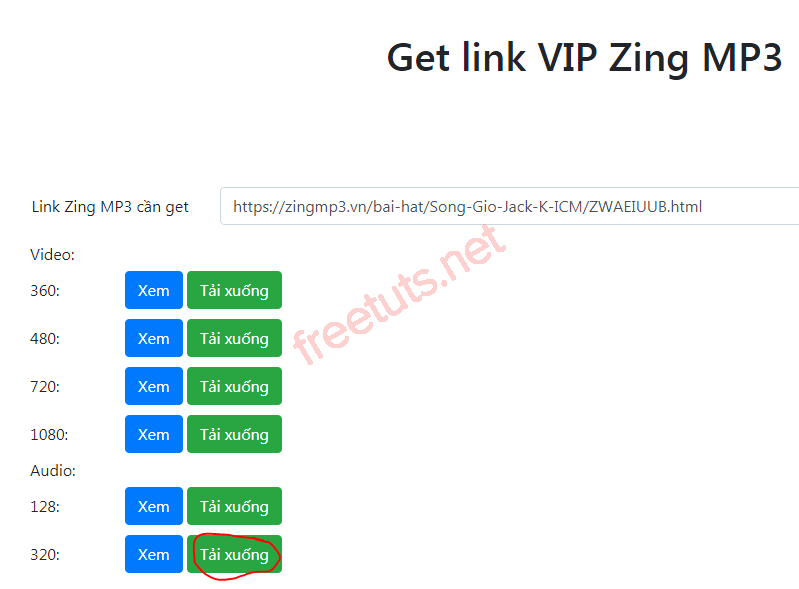 Get link VIP Zing MP3
Link Zing MP3 cần get https://zingmp3.vn/bai-hat/Song-Gio-Jack-K-ICM/ZWAEIUUB.html
Video:
360: Xem Tải xuống
480: Xem Tải xuống
720: Xem Tải xuống
1080: Xem Tải xuống
Audio:
128: Xem Tải xuống
320: Xem Tải xuống
freetuts.net